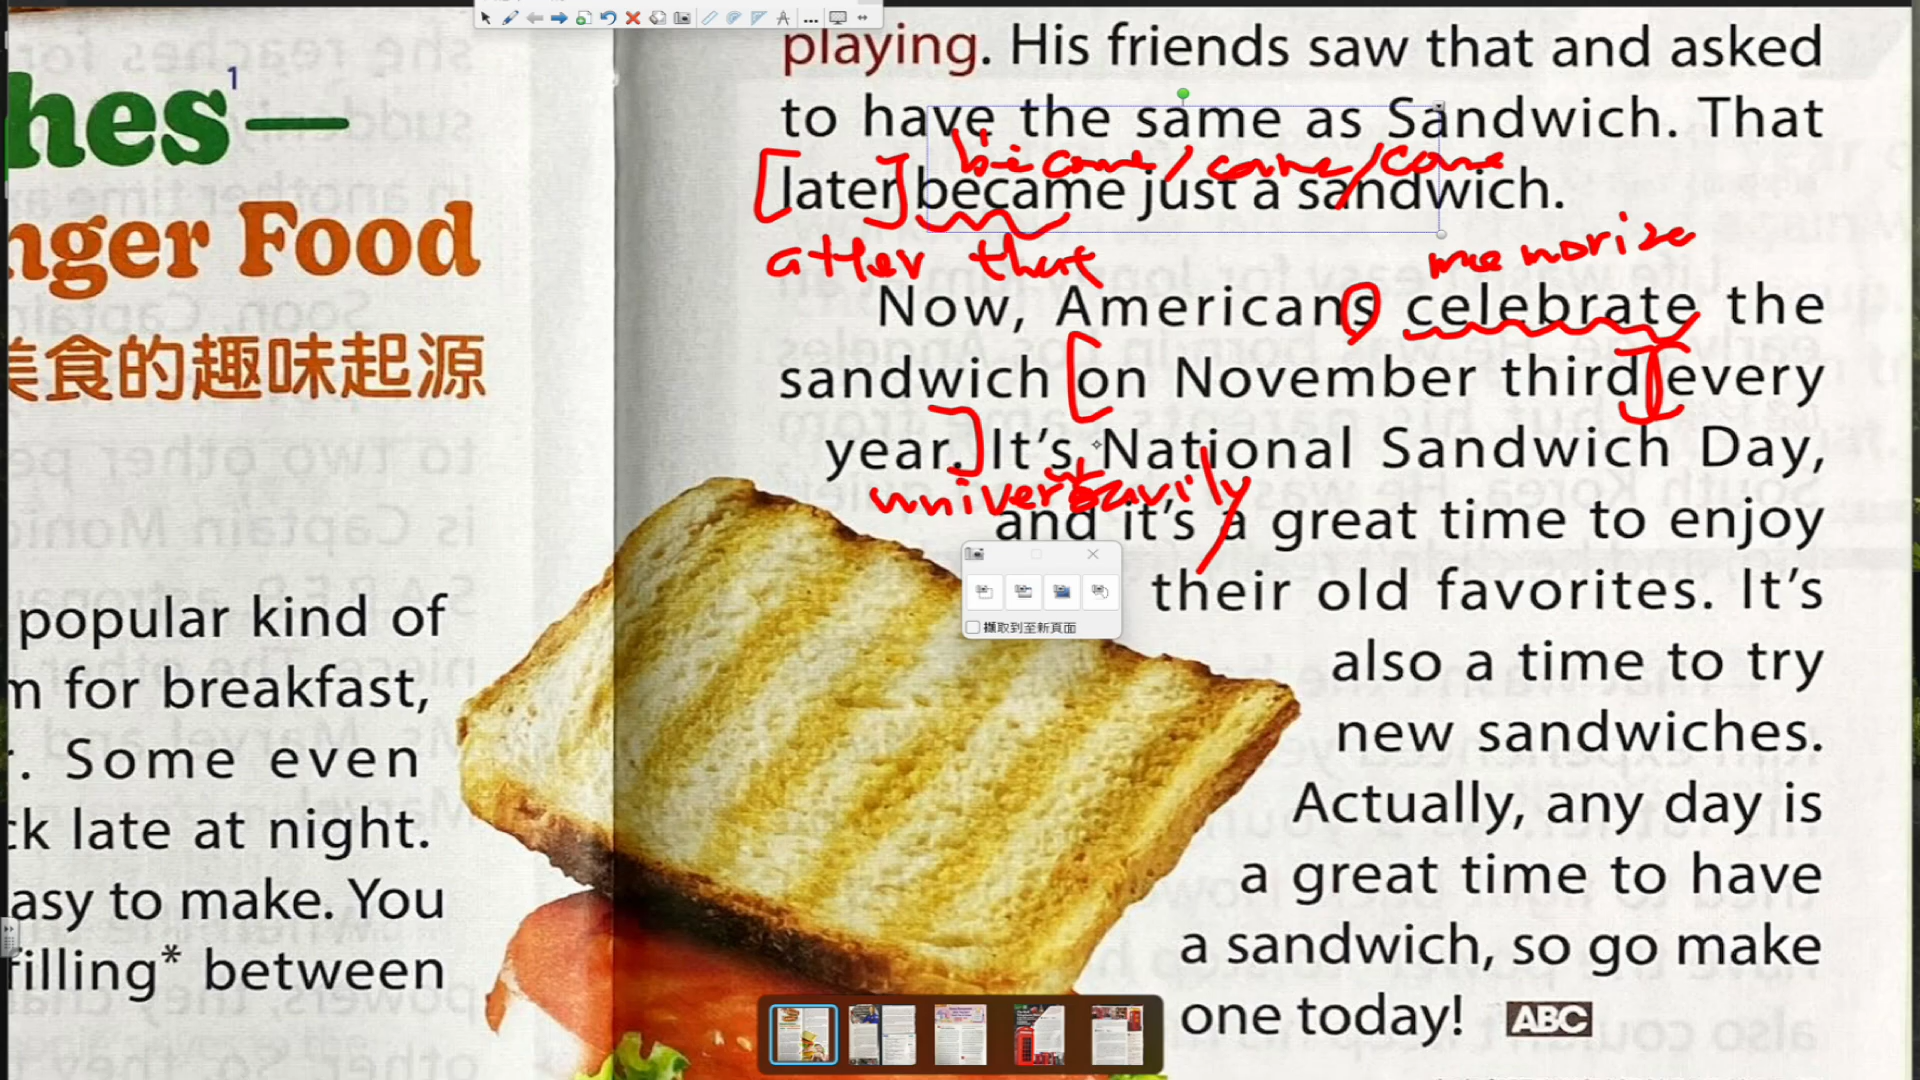 hes—
nger Food
美食的趣味起源
popular kind of
m for breakfast,
. Some even
ck late at night.
asy to make. You
filling* between
playing. His friends saw that and asked
to have the same as Sandwich. That
become / came / come
later became just a sandwich.
after that
memorize
Now, Americans celebrate the
sandwich on November third every
year. It's National Sandwich Day,
and it's a great time to enjoy
their old favorites. It's
also a time to try
new sandwiches.
Actually, any day is
a great time to have
a sandwich, so go make
one today! ABC
擷取到至新頁面